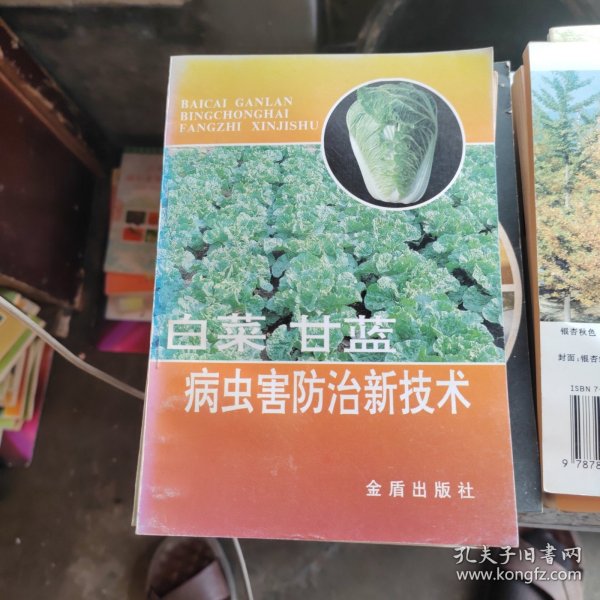 BAICAI GANLAN
BINGCHONGHAI
FANGZHI XINJISHU
白菜·甘蓝
病虫害防治新技术
金盾出版社
银杏秋色
封面:银杏
ISBN 7-
9 787
孔夫子旧书网
www.kongfz.com